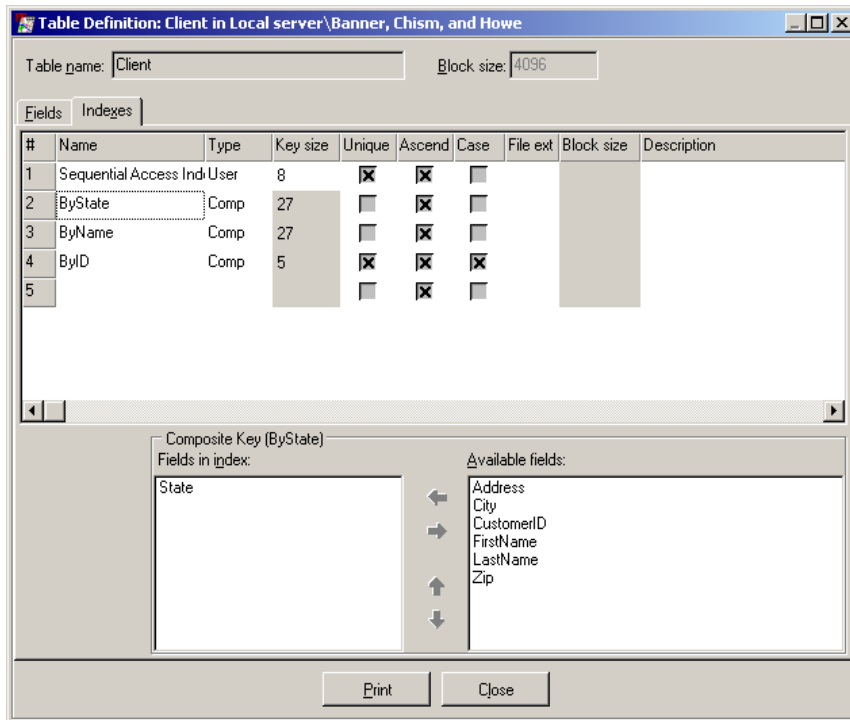 Table Definition: Client in Local server\Banner, Chism, and Howe
Table name: Client Block size: 4096
Fields Indexes
# Name Type Key size Unique Ascend Case File ext Block size Description
1 Sequential Access Ind User 8
2 ByState Comp 27
3 ByName Comp 27
4 ByID Comp 5
5
Composite Key (ByState)
Fields in index: Available fields:
State Address
City
CustomerID
FirstName
LastName
Zip
Print Close